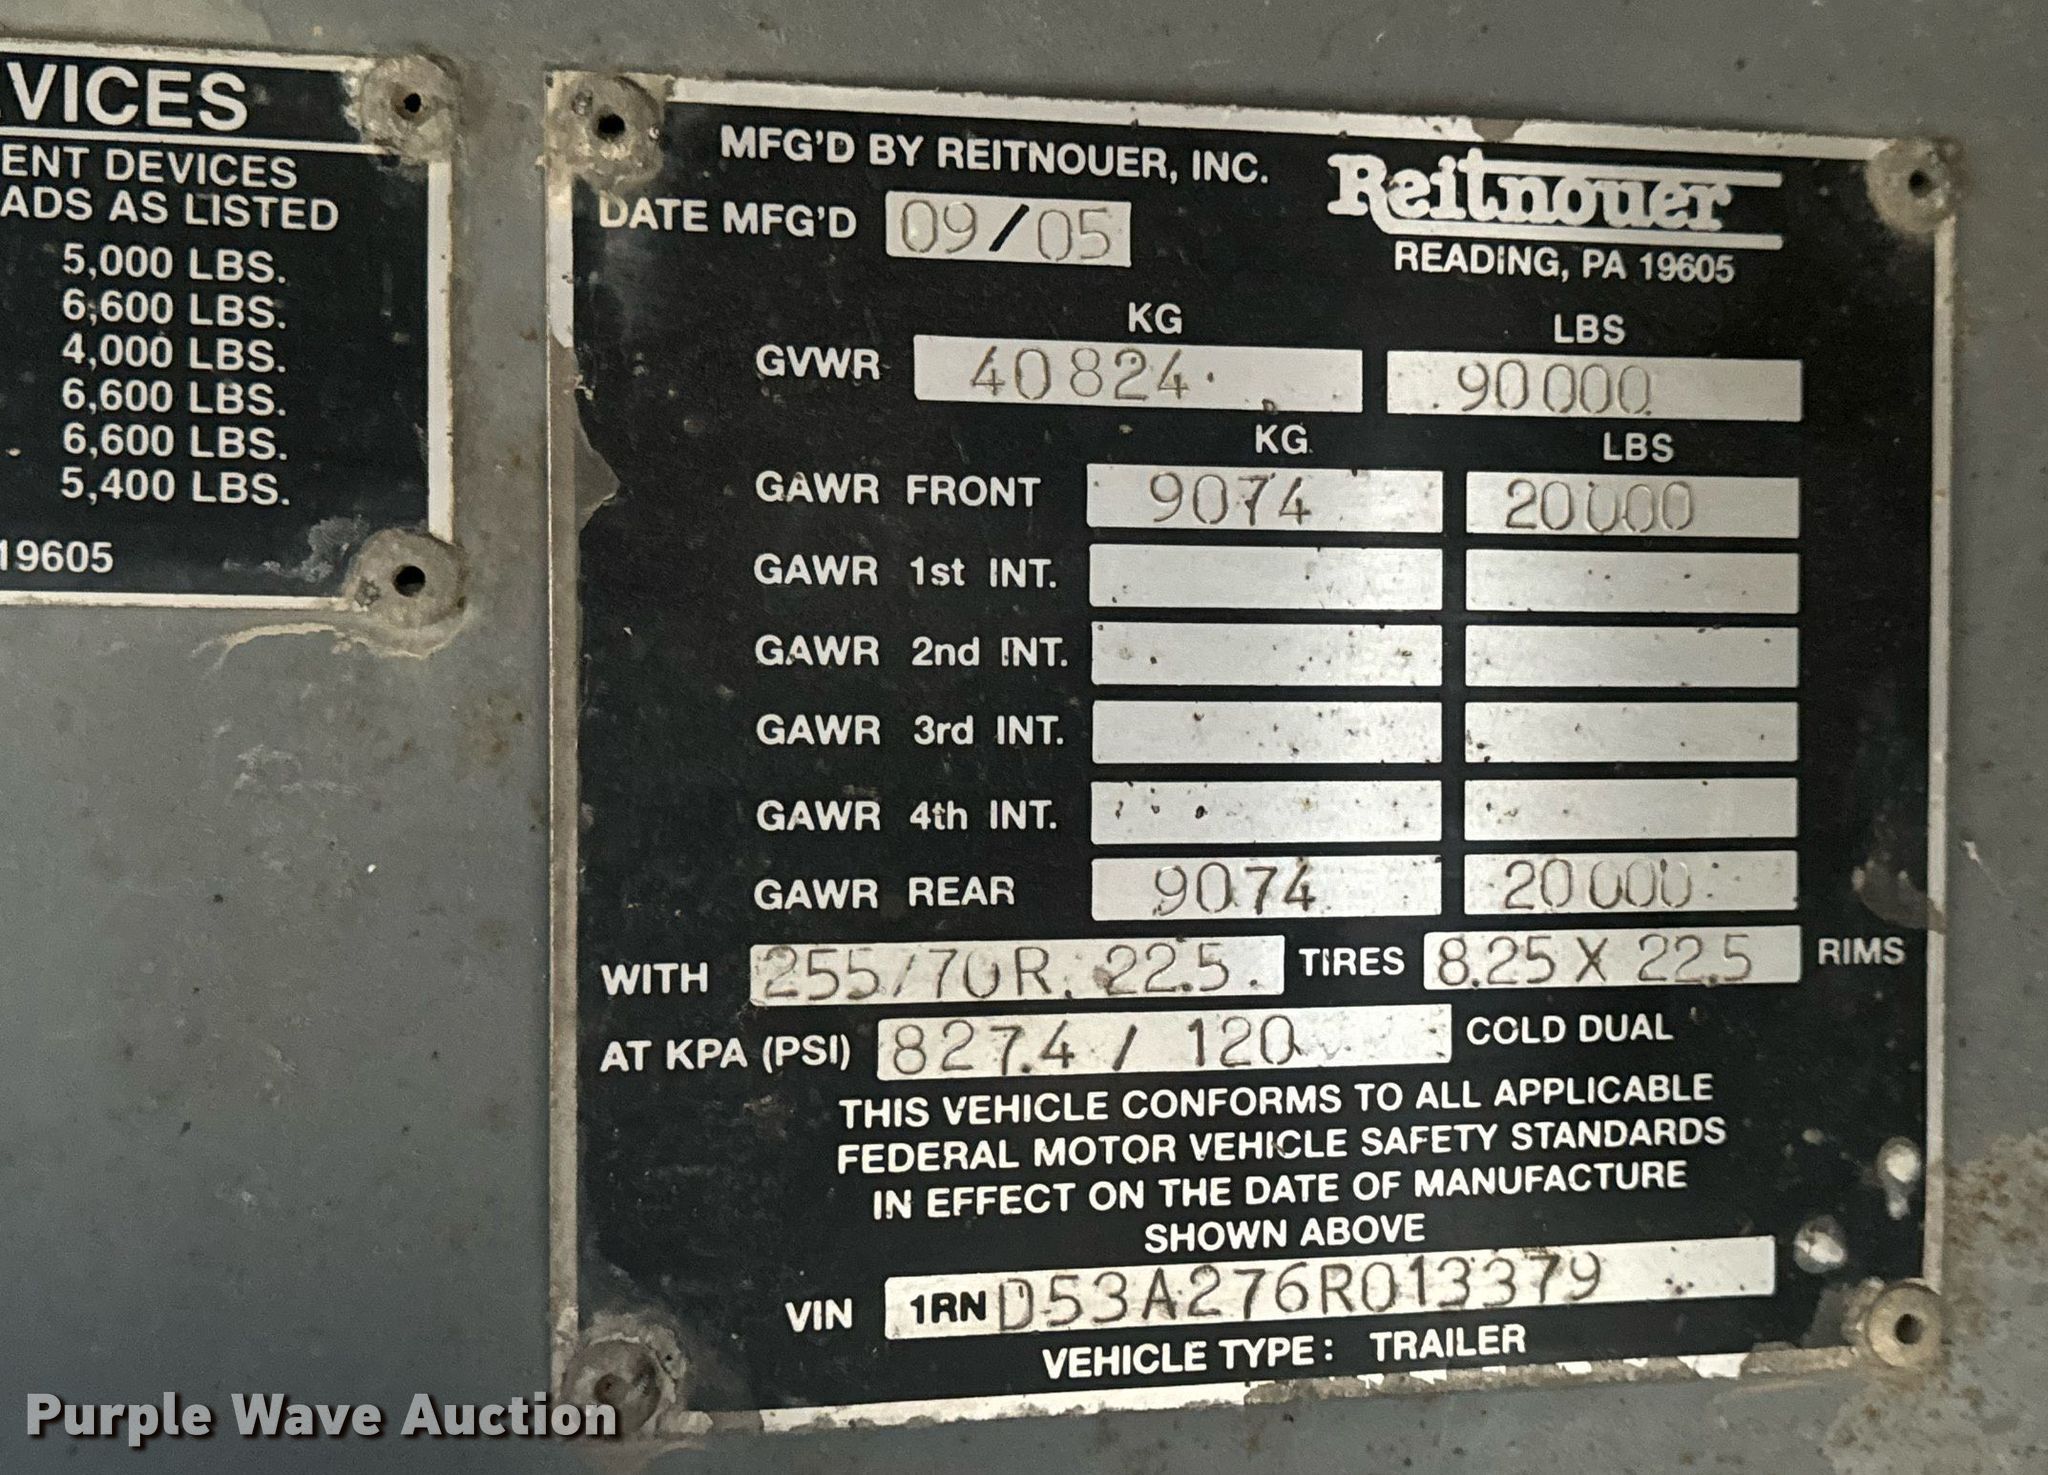 VICES
ENT DEVICES
ADS AS LISTED
5,000 LBS.
6,600 LBS.
4,000 LBS.
6,600 LBS.
6,600 LBS.
5,400 LBS.
19605
MFG'D BY REITNOUER, INC.
Reitnouer
DATE MFG'D 09/05
READING, PA 19605
KG LBS
GVWR 40824 90000
KG LBS
GAWR FRONT 9074 20000
GAWR 1st INT.
GAWR 2nd INT.
GAWR 3rd INT.
GAWR 4th INT.
GAWR REAR 9074 20000
WITH 255/70R. 22.5 TIRES 8.25 X 22.5 RIMS
AT KPA (PSI) 827.4 / 120 COLD DUAL
THIS VEHICLE CONFORMS TO ALL APPLICABLE
FEDERAL MOTOR VEHICLE SAFETY STANDARDS
IN EFFECT ON THE DATE OF MANUFACTURE
SHOWN ABOVE
VIN 1RND53A276R013379
VEHICLE TYPE: TRAILER
Purple Wave Auction